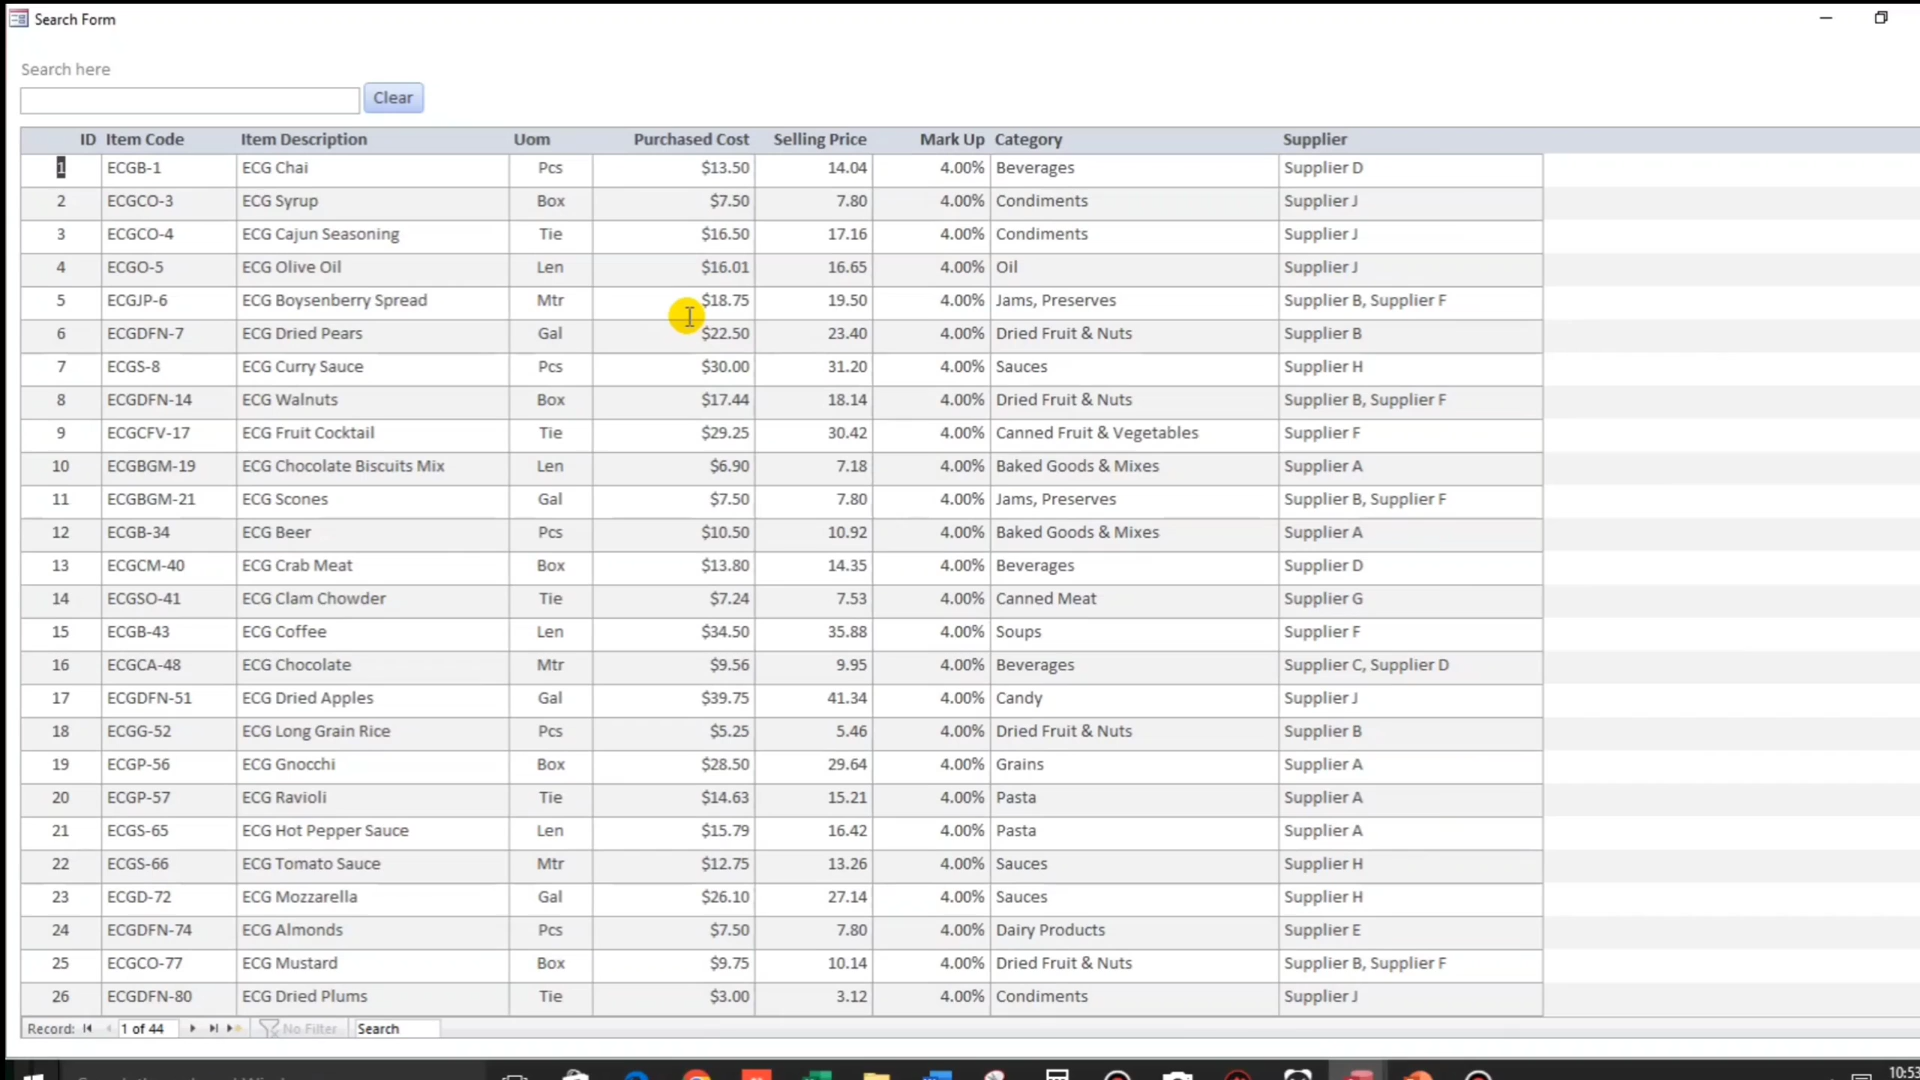 Search Form
Search here
Clear
ID Item Code Item Description Uom Purchased Cost Selling Price Mark Up Category Supplier
1 ECGB-1 ECG Chai Pcs $13.50 14.04 4.00% Beverages Supplier D
2 ECGCO-3 ECG Syrup Box $7.50 7.80 4.00% Condiments Supplier J
3 ECGCO-4 ECG Cajun Seasoning Tie $16.50 17.16 4.00% Condiments Supplier J
4 ECGO-5 ECG Olive Oil Len $16.01 16.65 4.00% Oil Supplier J
5 ECGJP-6 ECG Boysenberry Spread Mtr $18.75 19.50 4.00% Jams, Preserves Supplier B, Supplier F
6 ECGDFN-7 ECG Dried Pears Gal $22.50 23.40 4.00% Dried Fruit & Nuts Supplier B
7 ECGS-8 ECG Curry Sauce Pcs $30.00 31.20 4.00% Sauces Supplier H
8 ECGDFN-14 ECG Walnuts Box $17.44 18.14 4.00% Dried Fruit & Nuts Supplier B, Supplier F
9 ECGCFV-17 ECG Fruit Cocktail Tie $29.25 30.42 4.00% Canned Fruit & Vegetables Supplier F
10 ECGBGM-19 ECG Chocolate Biscuits Mix Len $6.90 7.18 4.00% Baked Goods & Mixes Supplier A
11 ECGBGM-21 ECG Scones Gal $7.50 7.80 4.00% Jams, Preserves Supplier B, Supplier F
12 ECGB-34 ECG Beer Pcs $10.50 10.92 4.00% Baked Goods & Mixes Supplier A
13 ECGCM-40 ECG Crab Meat Box $13.80 14.35 4.00% Beverages Supplier D
14 ECGSO-41 ECG Clam Chowder Tie $7.24 7.53 4.00% Canned Meat Supplier G
15 ECGB-43 ECG Coffee Len $34.50 35.88 4.00% Soups Supplier F
16 ECGCA-48 ECG Chocolate Mtr $9.56 9.95 4.00% Beverages Supplier C, Supplier D
17 ECGDFN-51 ECG Dried Apples Gal $39.75 41.34 4.00% Candy Supplier J
18 ECGG-52 ECG Long Grain Rice Pcs $5.25 5.46 4.00% Dried Fruit & Nuts Supplier B
19 ECGP-56 ECG Gnocchi Box $28.50 29.64 4.00% Grains Supplier A
20 ECGP-57 ECG Ravioli Tie $14.63 15.21 4.00% Pasta Supplier A
21 ECGS-65 ECG Hot Pepper Sauce Len $15.79 16.42 4.00% Pasta Supplier A
22 ECGS-66 ECG Tomato Sauce Mtr $12.75 13.26 4.00% Sauces Supplier H
23 ECGD-72 ECG Mozzarella Gal $26.10 27.14 4.00% Sauces Supplier H
24 ECGDFN-74 ECG Almonds Pcs $7.50 7.80 4.00% Dairy Products Supplier E
25 ECGCO-77 ECG Mustard Box $9.75 10.14 4.00% Dried Fruit & Nuts Supplier B, Supplier F
26 ECGDFN-80 ECG Dried Plums Tie $3.00 3.12 4.00% Condiments Supplier J
Record: 1 of 44 No Filter Search
10:53